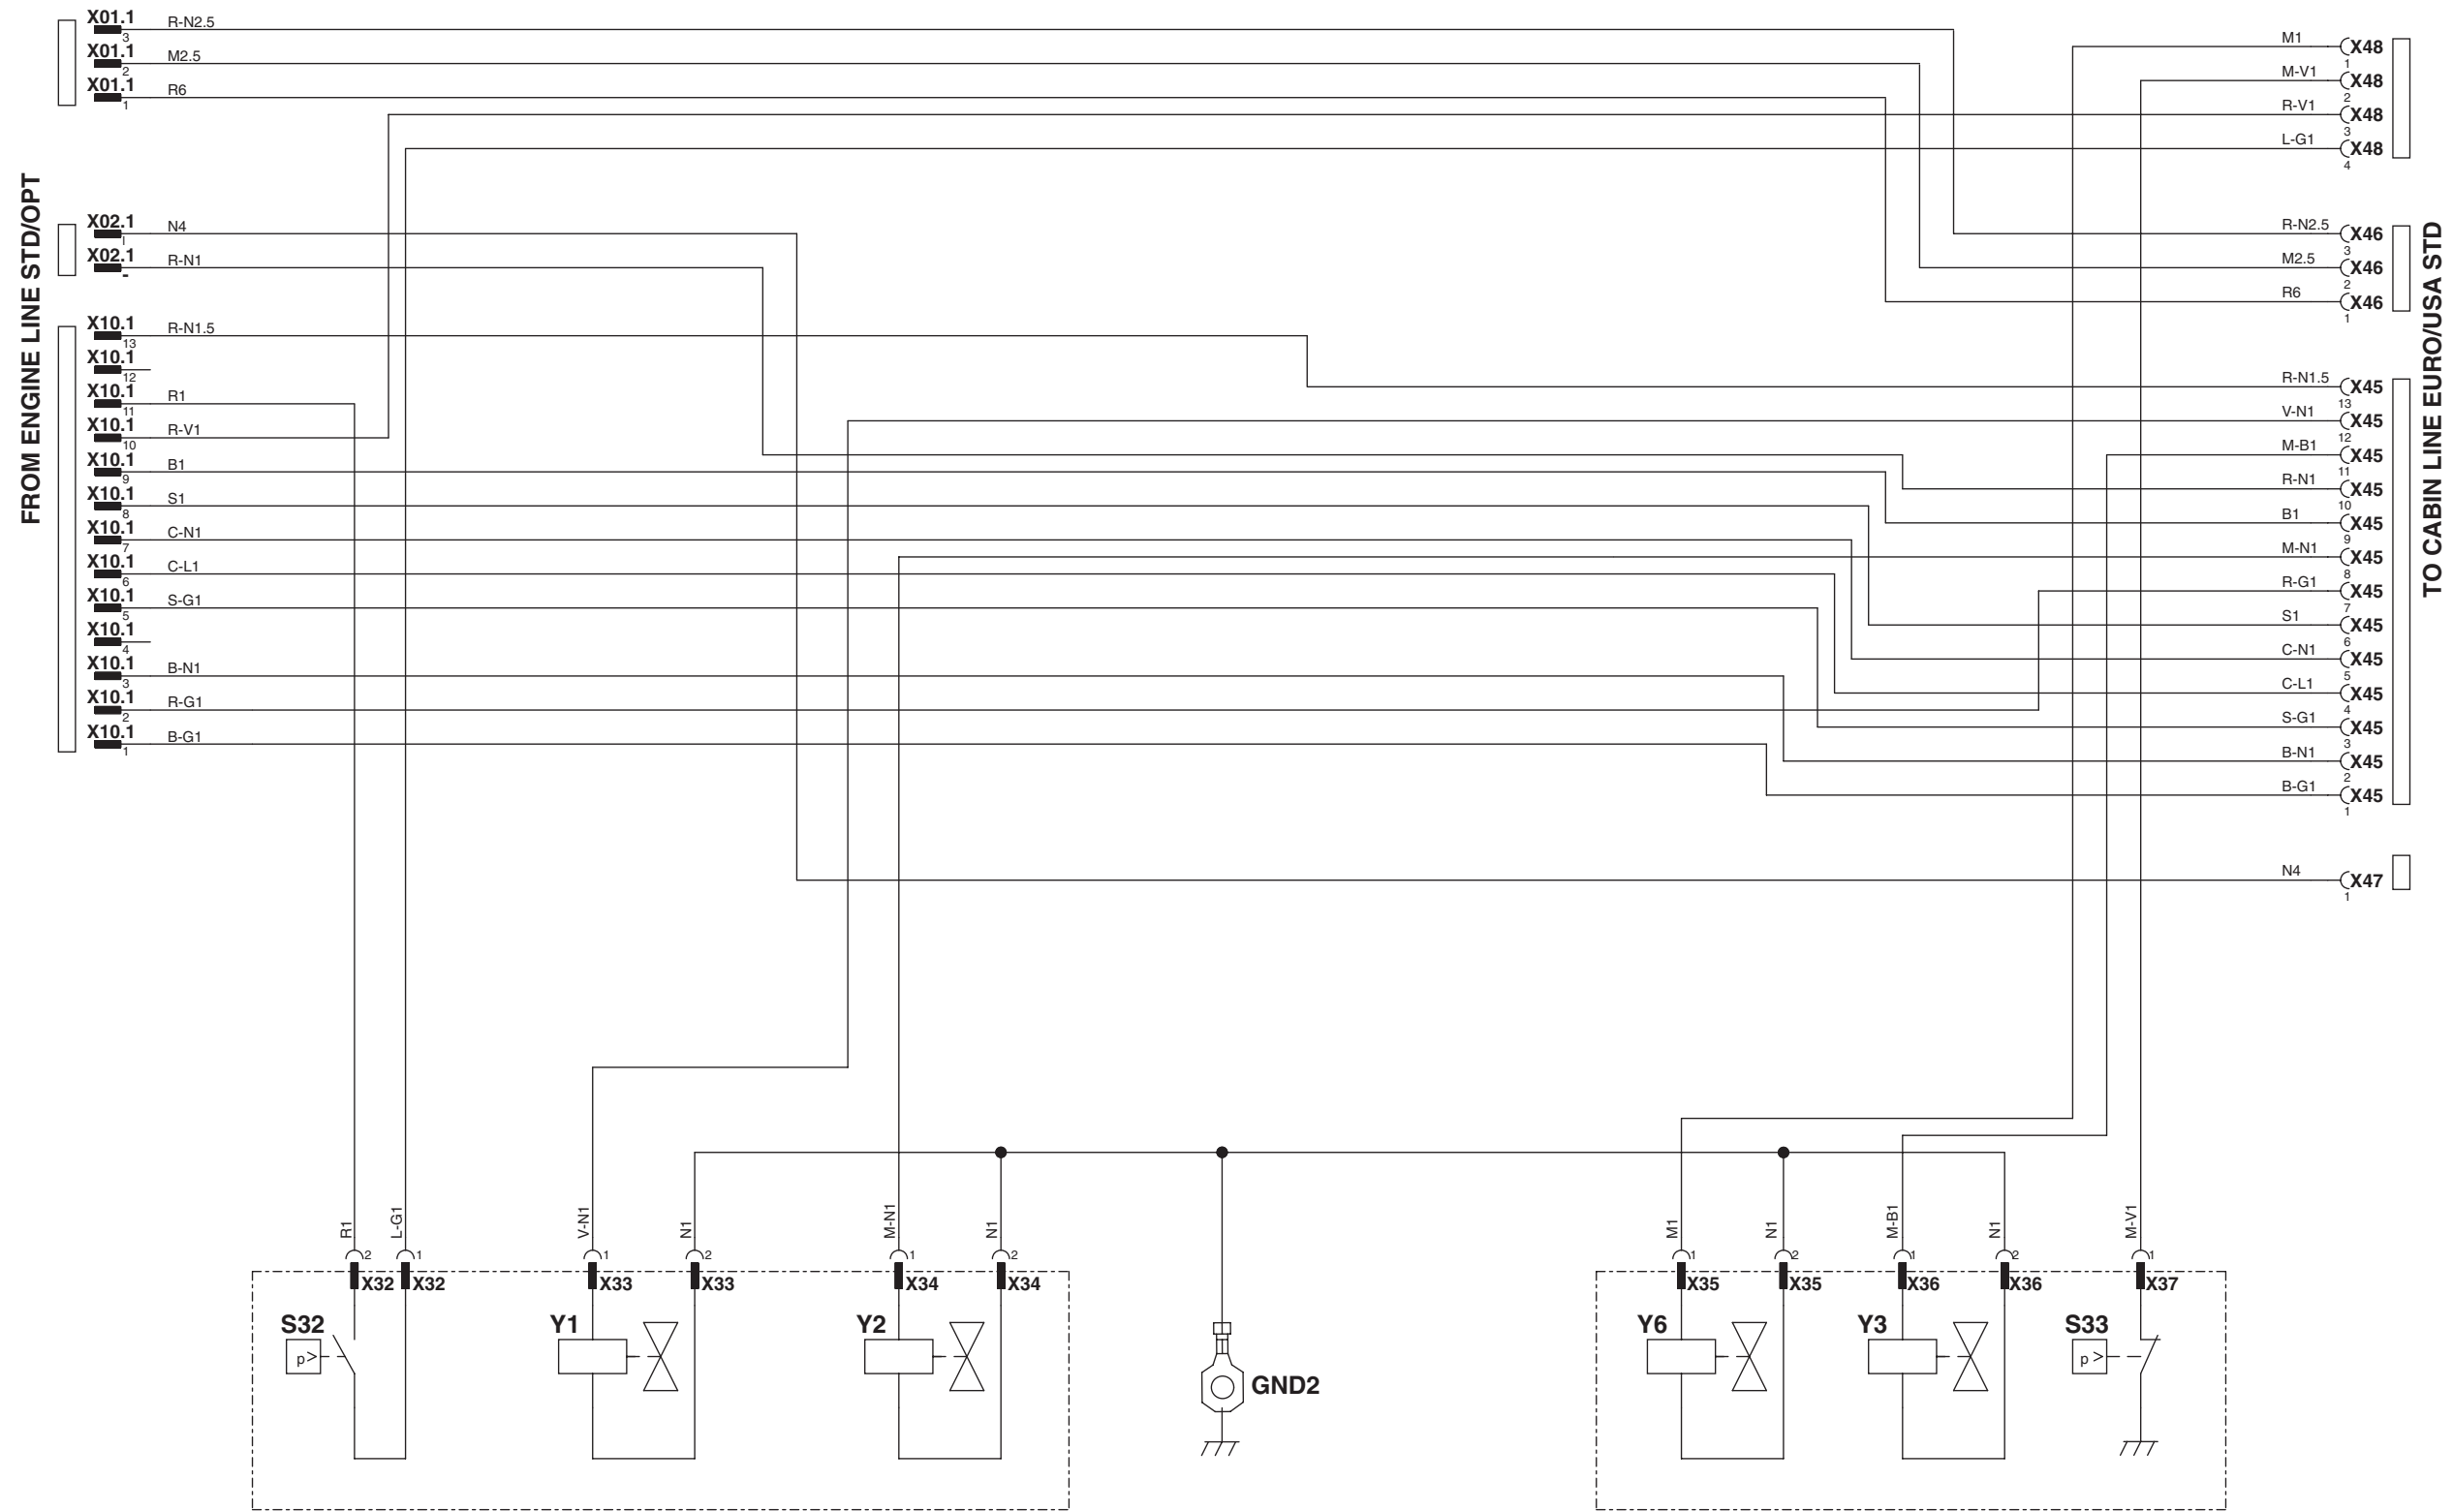 FROM ENGINE LINE STD/OPT
X01.1 3 R-N2.5
X01.1 2 M2.5
X01.1 1 R6
X02.1 I N4
X02.1 - R-N1
X10.1 13 R-N1.5
X10.1 12
X10.1 11 R1
X10.1 10 R-V1
X10.1 9 B1
X10.1 8 S1
X10.1 7 C-N1
X10.1 6 C-L1
X10.1 5 S-G1
X10.1 4
X10.1 3 B-N1
X10.1 2 R-G1
X10.1 1 B-G1
TO CABIN LINE EURO/USA STD
M1 X48 1
M-V1 X48 2
R-V1 X48 3
L-G1 X48 4
R-N2.5 X46 3
M2.5 X46 2
R6 X46 1
R-N1.5 X45 13
V-N1 X45 12
M-B1 X45 11
R-N1 X45 10
B1 X45 9
M-N1 X45 8
R-G1 X45 7
S1 X45 6
C-N1 X45 5
C-L1 X45 4
S-G1 X45 3
B-N1 X45 2
B-G1 X45 1
N4 X47 1
R1 L-G1 V-N1 N1 M-N1 N1 M1 N1 M-B1 N1 M-V1
2 1 1 2 1 2 1 2 1 2 1
X32 X32 X33 X33 X34 X34 X35 X35 X36 X36 X37
S32 Y1 Y2 Y6 Y3 S33
p> p >
GND2